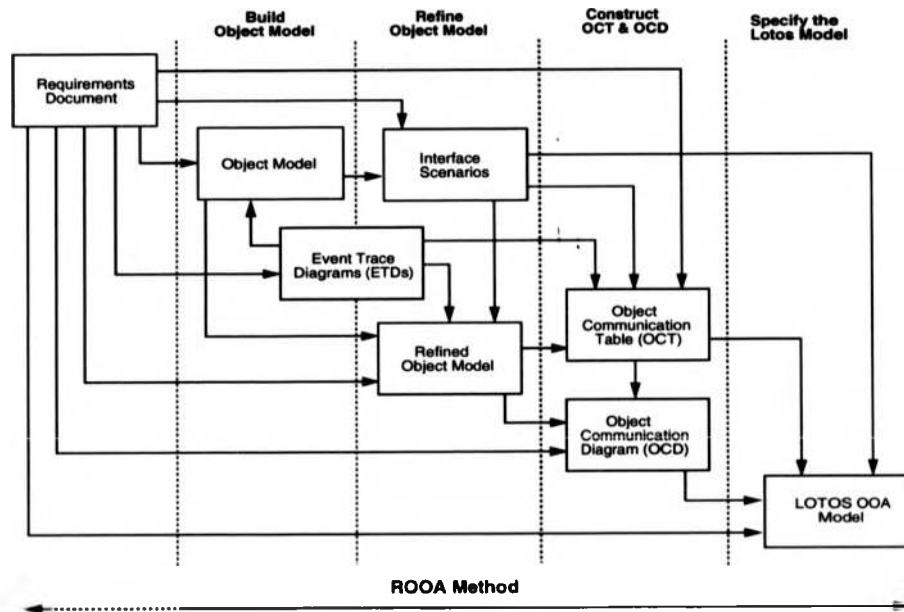 Build
Object Model
Refine
Object Model
Construct
OCT & OCD
Specify the
Lotos Model
Requirements
Document
Object Model
Interface
Scenarios
Event Trace
Diagrams (ETDs)
Object
Communication
Table (OCT)
Refined
Object Model
Object
Communication
Diagram (OCD)
LOTOS OOA
Model
ROOA Method